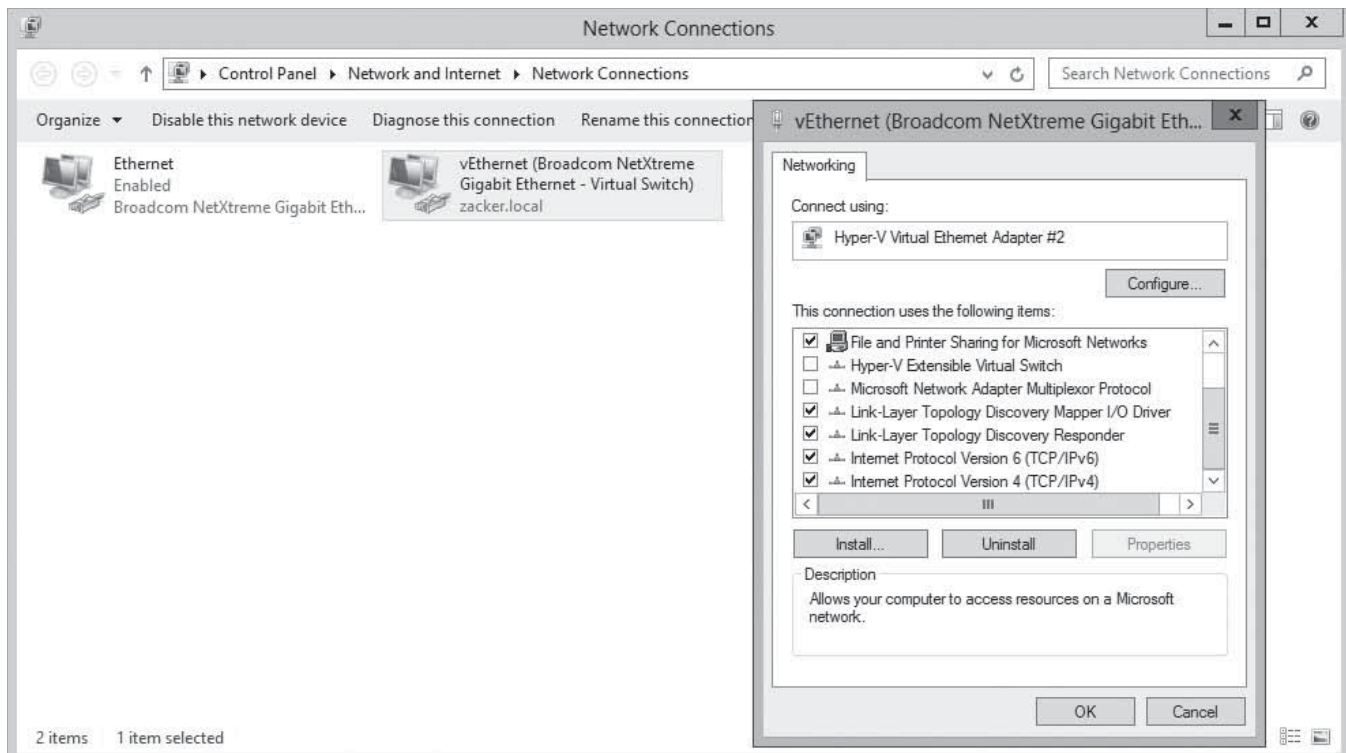 Network Connections
Control Panel Network and Internet Network Connections
Search Network Connections
Organize Disable this network device Diagnose this connection Rename this connection
Ethernet
Enabled
Broadcom NetXtreme Gigabit Eth...
vEthernet (Broadcom NetXtreme
Gigabit Ethernet - Virtual Switch)
zacker.local
vEthernet (Broadcom NetXtreme Gigabit Eth...
Networking
Connect using:
Hyper-V Virtual Ethernet Adapter #2
Configure...
This connection uses the following items:
File and Printer Sharing for Microsoft Networks
Hyper-V Extensible Virtual Switch
Microsoft Network Adapter Multiplexor Protocol
Link-Layer Topology Discovery Mapper I/O Driver
Link-Layer Topology Discovery Responder
Internet Protocol Version 6 (TCP/IPv6)
Internet Protocol Version 4 (TCP/IPv4)
Install... Uninstall Properties
Description
Allows your computer to access resources on a Microsoft
network.
OK Cancel
2 items 1 item selected